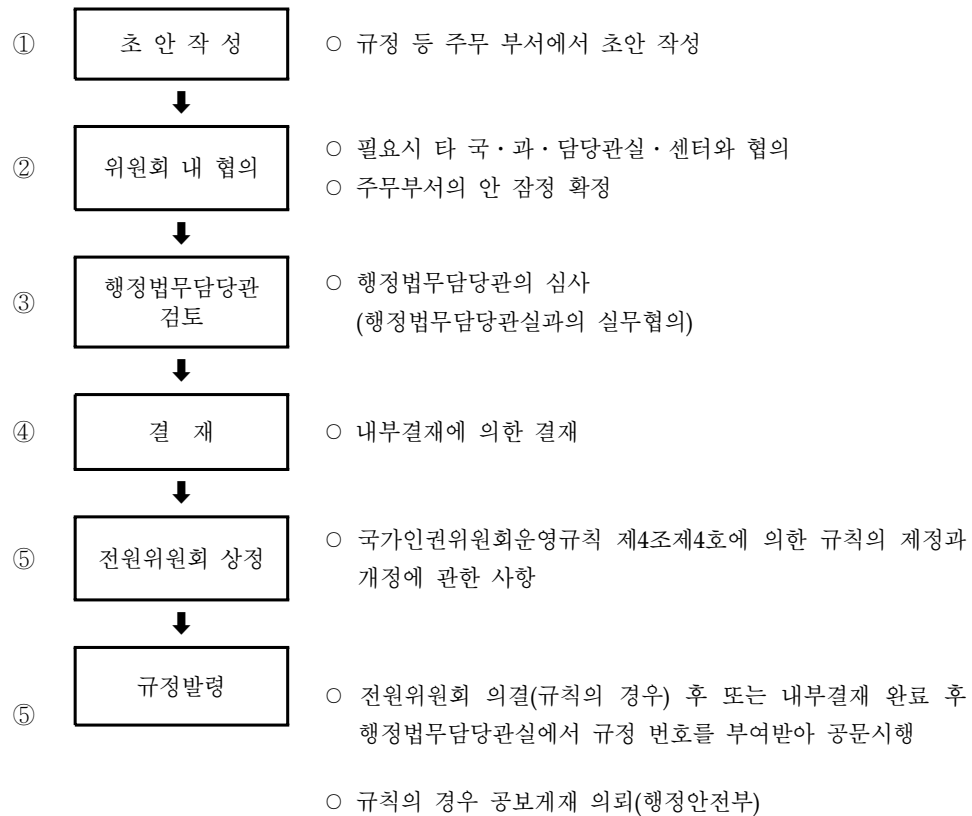 ① 초 안 작 성 ○ 규정 등 주무 부서에서 초안 작성
② 위원회 내 협의 ○ 필요시 타 국·과·담당관실·센터와 협의
○ 주무부서의 안 잠정 확정
③ 행정법무담당관
검토
○ 행정법무담당관의 심사
(행정법무담당관실과의 실무협의)
④ 결 재 ○ 내부결재에 의한 결재
⑤ 전원위원회 상정 ○ 국가인권위원회운영규칙 제4조제4호에 의한 규칙의 제정과
개정에 관한 사항
⑤ 규정발령 ○ 전원위원회 의결(규칙의 경우) 후 또는 내부결재 완료 후
행정법무담당관실에서 규정 번호를 부여받아 공문시행
○ 규칙의 경우 공보게재 의뢰(행정안전부)